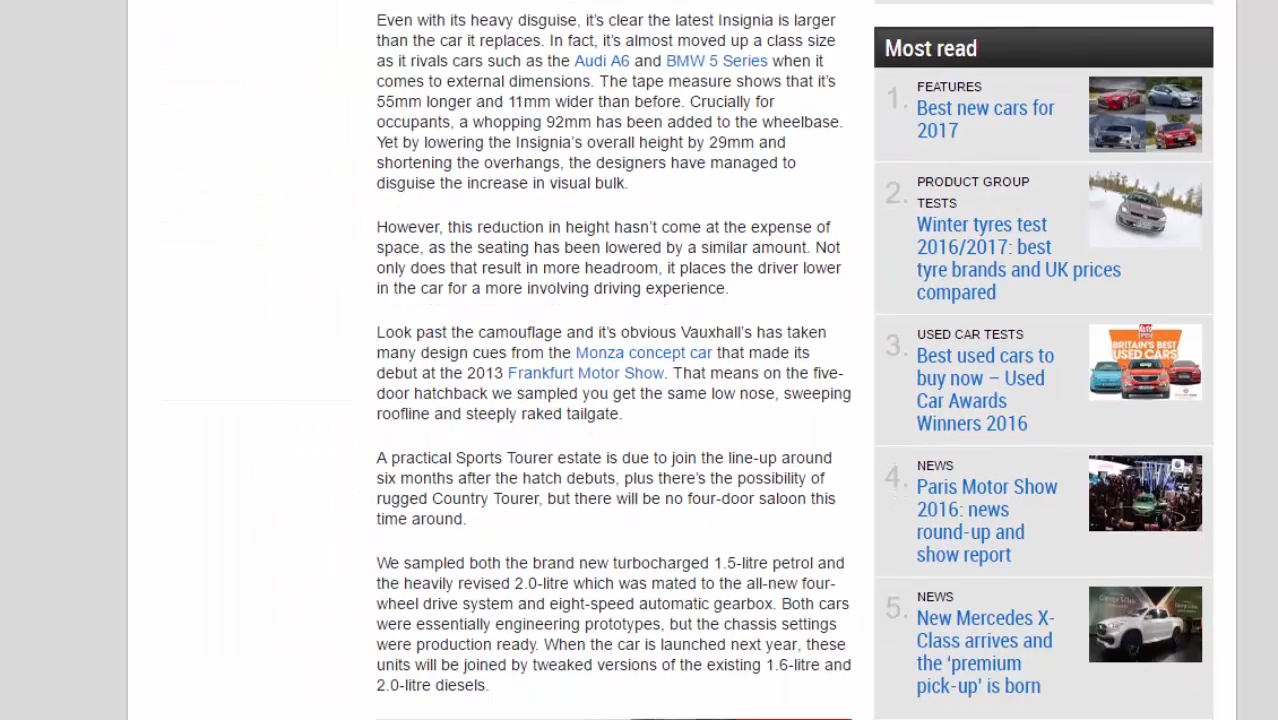 Even with its heavy disguise, it’s clear the latest Insignia is larger
than the car it replaces. In fact, it’s almost moved up a class size
as it rivals cars such as the Audi A6 and BMW 5 Series when it
comes to external dimensions. The tape measure shows that it’s
55mm longer and 11mm wider than before. Crucially for
occupants, a whopping 92mm has been added to the wheelbase.
Yet by lowering the Insignia’s overall height by 29mm and
shortening the overhangs, the designers have managed to
disguise the increase in visual bulk.
However, this reduction in height hasn’t come at the expense of
space, as the seating has been lowered by a similar amount. Not
only does that result in more headroom, it places the driver lower
in the car for a more involving driving experience.
Look past the camouflage and it’s obvious Vauxhall’s has taken
many design cues from the Monza concept car that made its
debut at the 2013 Frankfurt Motor Show. That means on the five-
door hatchback we sampled you get the same low nose, sweeping
roofline and steeply raked tailgate.
A practical Sports Tourer estate is due to join the line-up around
six months after the hatch debuts, plus there’s the possibility of
rugged Country Tourer, but there will be no four-door saloon this
time around.
We sampled both the brand new turbocharged 1.5-litre petrol and
the heavily revised 2.0-litre which was mated to the all-new four-
wheel drive system and eight-speed automatic gearbox. Both cars
were essentially engineering prototypes, but the chassis settings
were production ready. When the car is launched next year, these
units will be joined by tweaked versions of the existing 1.6-litre and
2.0-litre diesels.
Most read
1.
FEATURES
Best new cars for
2017
2.
PRODUCT GROUP
TESTS
Winter tyres test
2016/2017: best
tyre brands and UK prices
compared
3.
USED CAR TESTS
Best used cars to
buy now – Used
Car Awards
Winners 2016
BRITAIN'S BEST
USED CARS
4.
NEWS
Paris Motor Show
2016: news
round-up and
show report
5.
NEWS
New Mercedes X-
Class arrives and
the ‘premium
pick-up’ is born